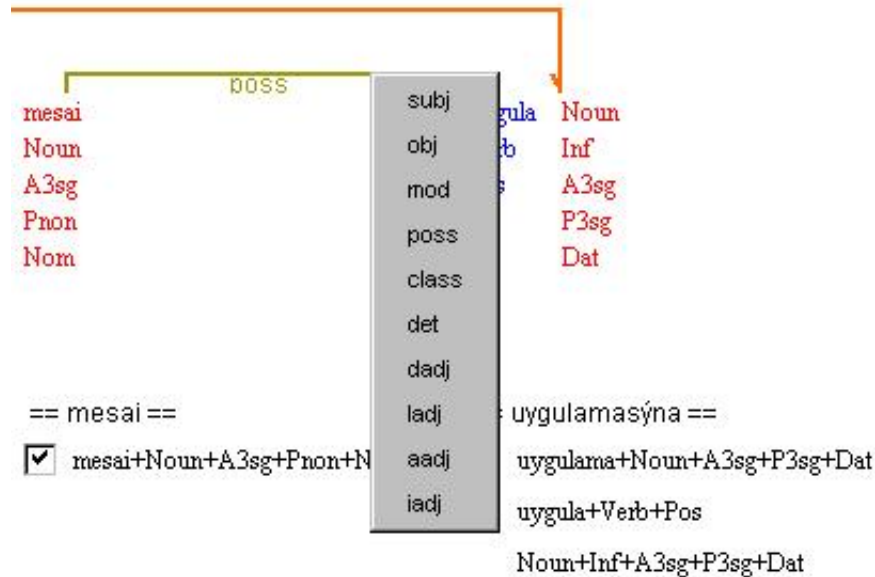 poss
mesai
Noun
A3sg
Pnon
Nom
subj
obj
mod
poss
class
det
dadj
ladj
aadj
iadj
gula
b
s
Noun
Inf
A3sg
P3sg
Dat
== mesai ==
uygulamasýna ==
mesai+Noun+A3sg+Pnon+N
uygulama+Noun+A3sg+P3sg+Dat
uygula+Verb+Pos
Noun+Inf+A3sg+P3sg+Dat